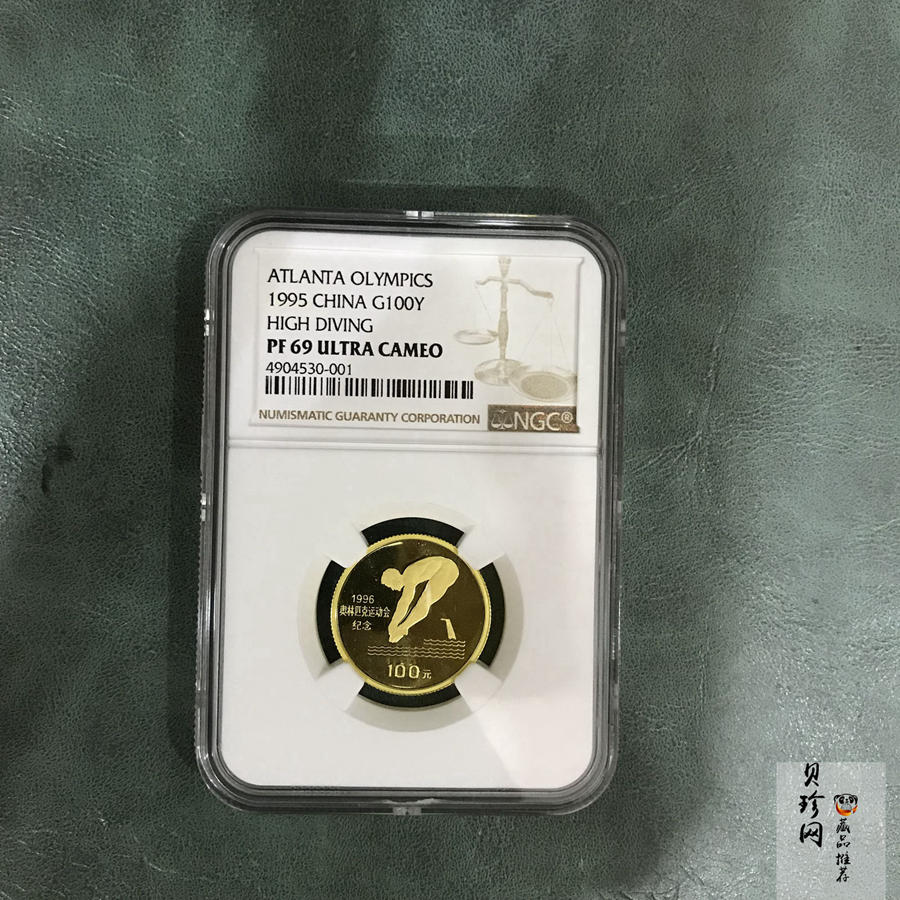 ATLANTA OLYMPICS
1995 CHINA G100Y
HIGH DIVING
PF 69 ULTRA CAMEO
4904530-001
NUMISMATIC GUARANTY CORPORATION
NGC®
1996
奥林匹克运动会
纪念
100元
贝珍网
藏品推荐